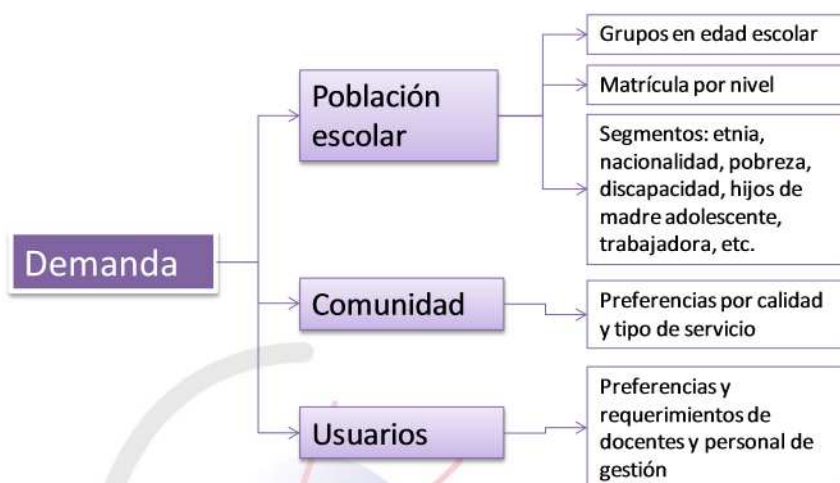 Demanda
Población
escolar
Grupos en edad escolar
Matrícula por nivel
Segmentos: etnia,
nacionalidad, pobreza,
discapacidad, hijos de
madre adolescente,
trabajadora, etc.
Comunidad
Preferencias por calidad
y tipo de servicio
Usuarios
Preferencias y
requerimientos de
docentes y personal de
gestión